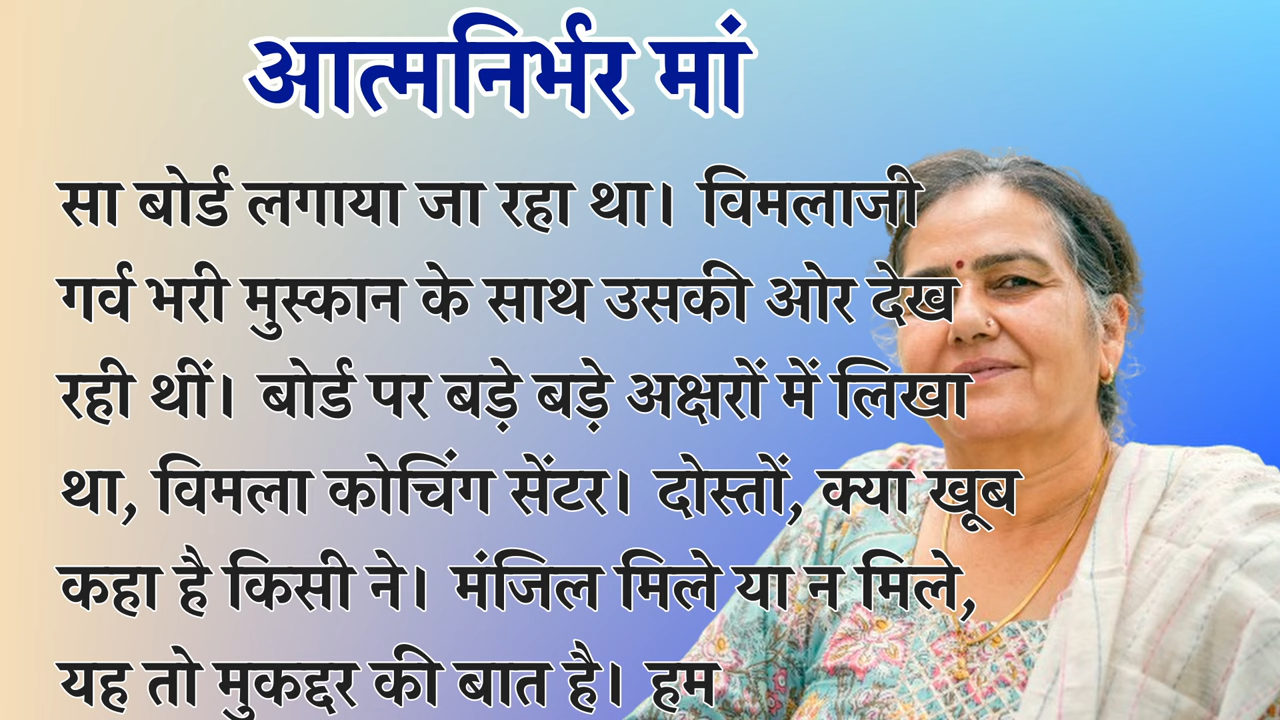 आत्मनिर्भर मां
सा बोर्ड लगाया जा रहा था। विमलाजी
गर्व भरी मुस्कान के साथ उसकी ओर देख
रही थीं। बोर्ड पर बड़े बड़े अक्षरों में लिखा
था, विमला कोचिंग सेंटर। दोस्तों, क्या खूब
कहा है किसी ने। मंजिल मिले या न मिले,
यह तो मुकद्दर की बात है। हम